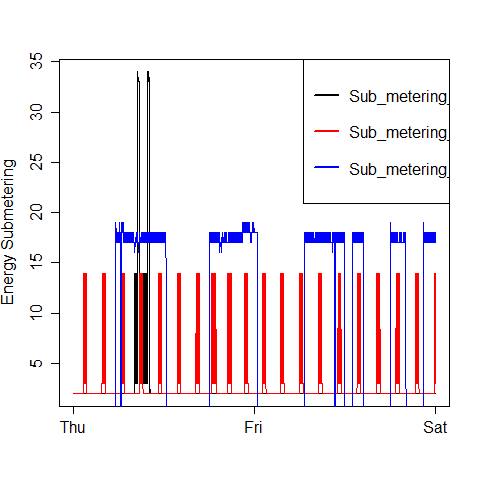 35
30
25
20
15
10
5
Energy Submetering
Sub_metering_
Sub_metering_
Sub_metering_
Thu Fri Sat